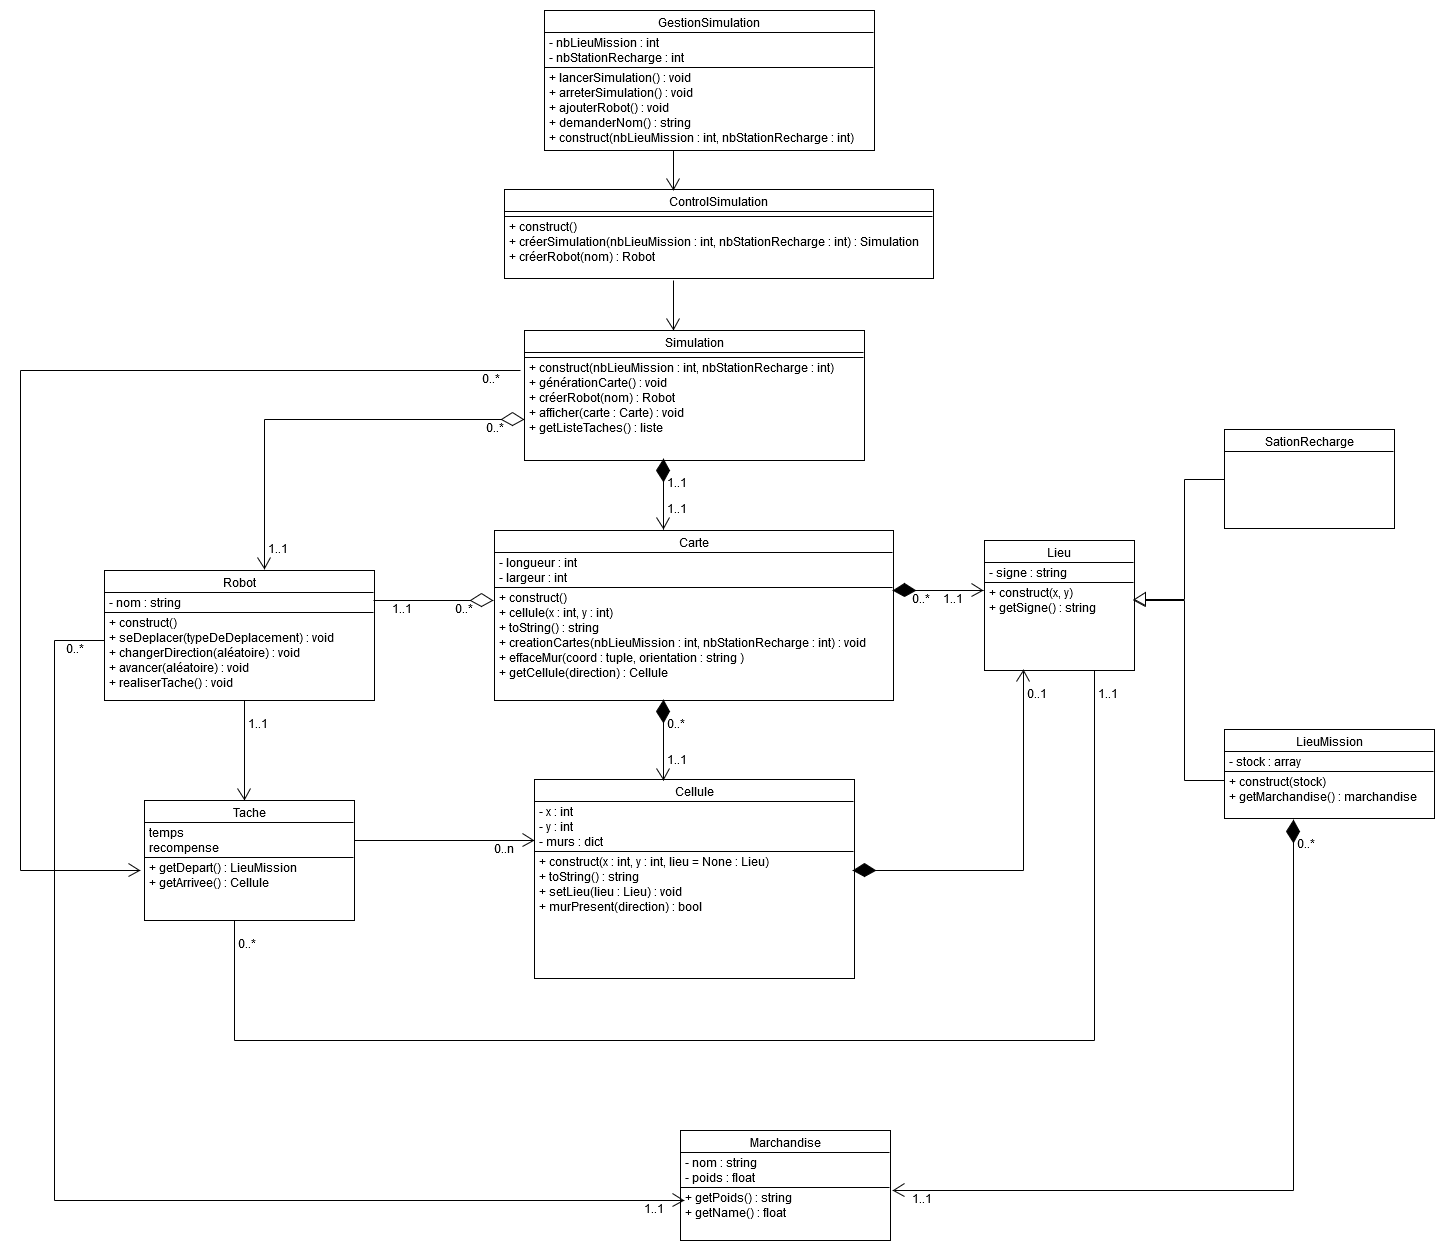 GestionSimulation
- nbLieuMission : int
- nbStationRecharge : int
+ lancerSimulation() : void
+ arreterSimulation() : void
+ ajouterRobot() : void
+ demanderNom() : string
+ construct(nbLieuMission : int, nbStationRecharge : int)
ControlSimulation
+ construct()
+ créerSimulation(nbLieuMission : int, nbStationRecharge : int) : Simulation
+ créerRobot(nom) : Robot
Simulation
+ construct(nbLieuMission : int, nbStationRecharge : int)
+ générationCarte() : void
+ créerRobot(nom) : Robot
+ afficher(carte : Carte) : void
+ getListeTaches() : liste
0..*
0..*
1..1
1..1
1..1
SationRecharge
Carte
- longueur : int
- largeur : int
+ construct()
+ cellule(x : int, y : int)
+ toString() : string
+ creationCartes(nbLieuMission : int, nbStationRecharge : int) : void
+ effaceMur(coord : tuple, orientation : string )
+ getCellule(direction) : Cellule
Lieu
- signe : string
+ construct(x, y)
+ getSigne() : string
Robot
- nom : string
+ construct()
+ seDeplacer(typeDeDeplacement) : void
+ changerDirection(aléatoire) : void
+ avancer(aléatoire) : void
+ realiserTache() : void
1..1
0..*
0..*
1..1
0..*
1..1
0..*
1..1
0..1
1..1
LieuMission
- stock : array
+ construct(stock)
+ getMarchandise() : marchandise
Tache
temps
recompense
+ getDepart() : LieuMission
+ getArrivee() : Cellule
Cellule
- x : int
- y : int
- murs : dict
+ construct(x : int, y : int, lieu = None : Lieu)
+ toString() : string
+ setLieu(lieu : Lieu) : void
+ murPresent(direction) : bool
0..n
0..*
0..*
Marchandise
- nom : string
- poids : float
+ getPoids() : string
+ getName() : float
1..1
1..1